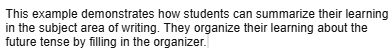 This example demonstrates how students can summarize their learning
in the subject area of writing. They organize their learning about the
future tense by filling in the organizer.